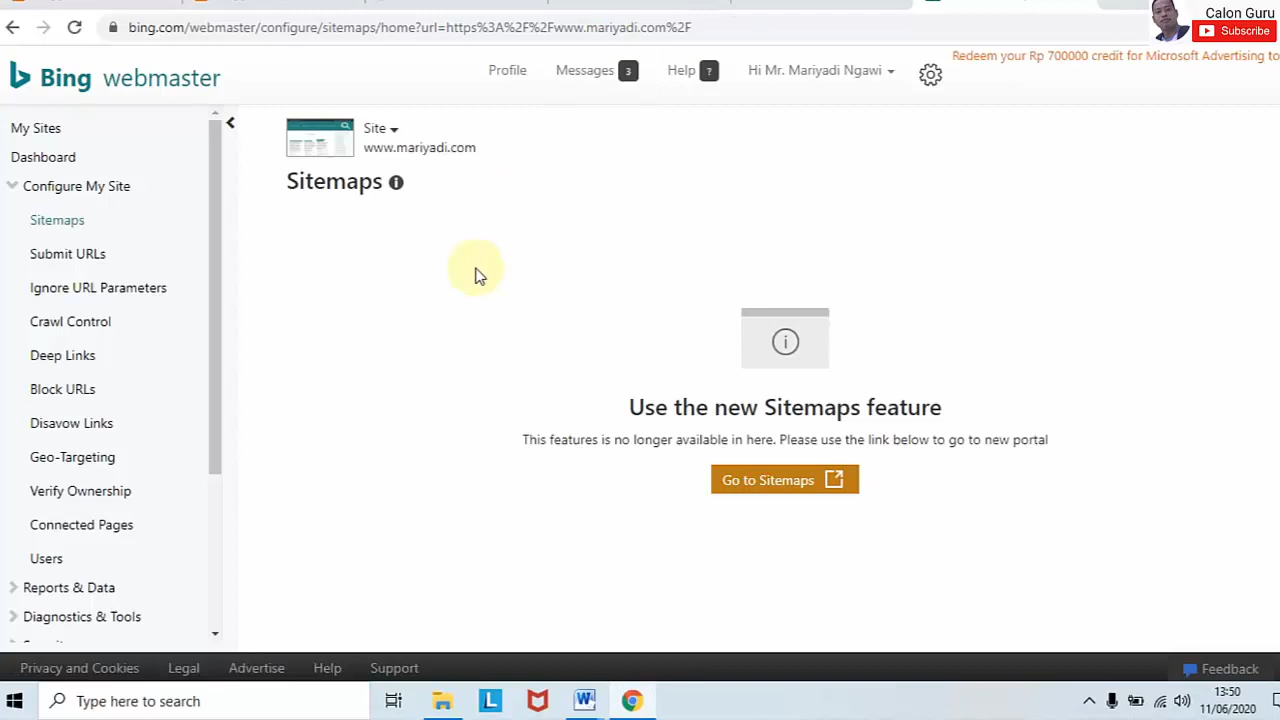 bing.com/webmaster/configure/sitemaps/home?url=https%3A%2F%2Fwww.mariyadi.com%2F
Calon Guru
Subscribe
Bing webmaster
Profile
Messages 3
Help ?
Hi Mr. Mariyadi Ngawi
Redeem your Rp 700000 credit for Microsoft Advertising to
My Sites
Dashboard
Configure My Site
Sitemaps
Submit URLs
Ignore URL Parameters
Crawl Control
Deep Links
Block URLs
Disavow Links
Geo-Targeting
Verify Ownership
Connected Pages
Users
Reports & Data
Diagnostics & Tools
Site
www.mariyadi.com
Sitemaps
Use the new Sitemaps feature
This features is no longer available in here. Please use the link below to go to new portal
Go to Sitemaps
Privacy and Cookies
Legal
Advertise
Help
Support
Feedback
Type here to search
L
W
13:50
11/06/2020